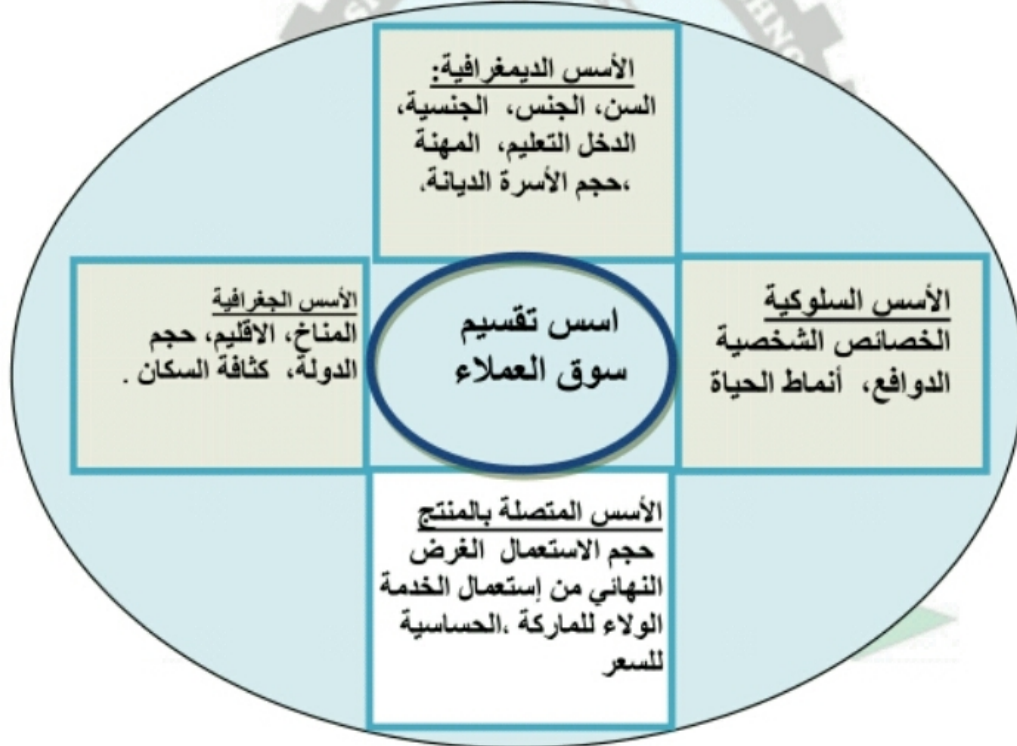 الأسس الديمغرافية:
السن، الجنس، الجنسية،
الدخل التعليم، المهنة
،حجم الأسرة الديانة،
الأسس السلوكية
الخصائص الشخصية
الدوافع، أنماط الحياة
اسس تقسيم
سوق العملاء
الأسس الجغرافية
المناخ، الاقليم، حجم
الدولة، كثافة السكان .
الأسس المتصلة بالمنتج
حجم الاستعمال الغرض
النهائي من إستعمال الخدمة
الولاء للماركة ،الحساسية
للسعر